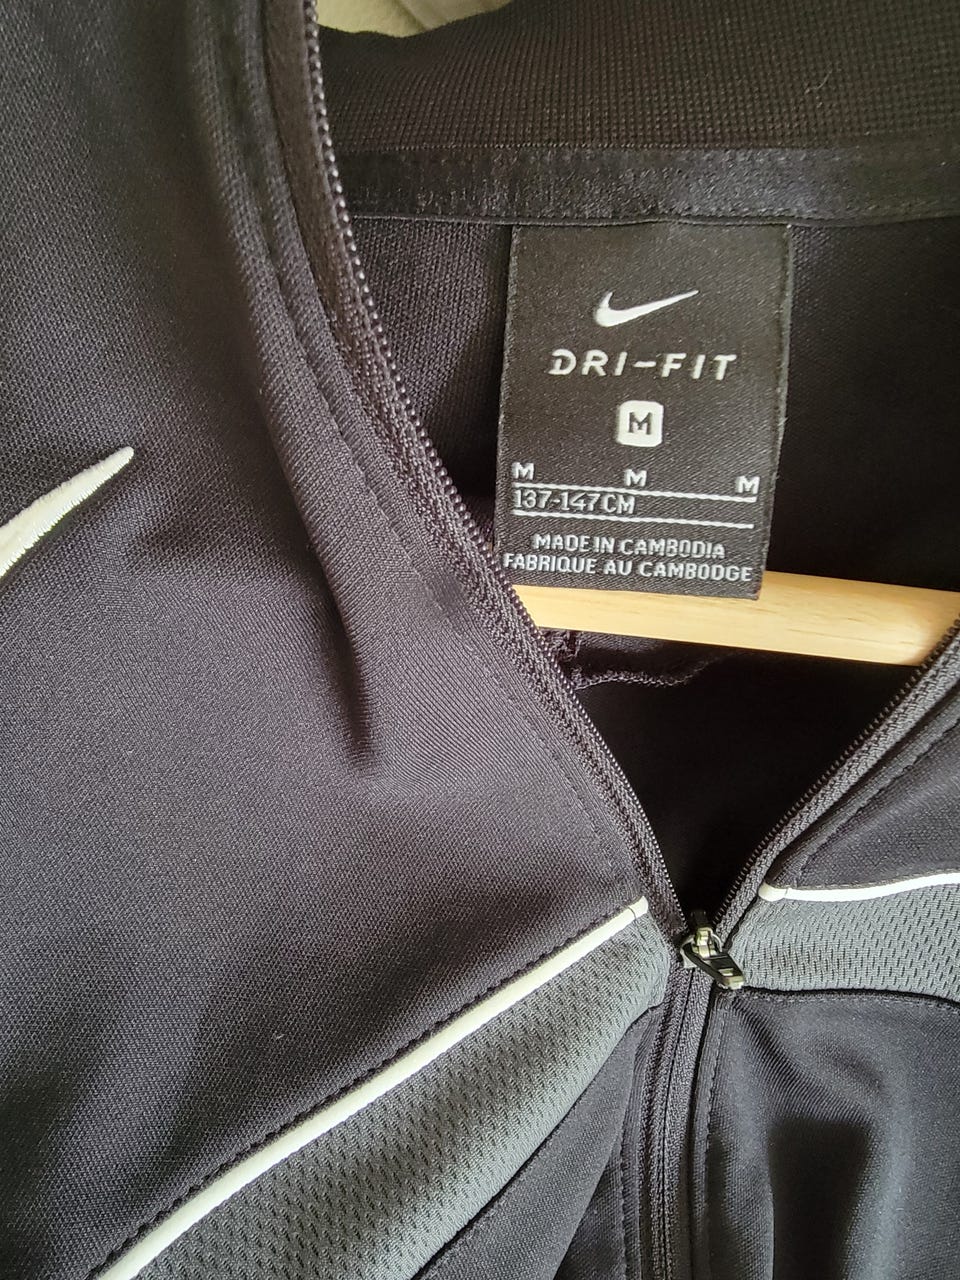 DRI-FIT
M
M M M
137-147CM
MADE IN CAMBODIA
FABRIQUE AU CAMBODGE